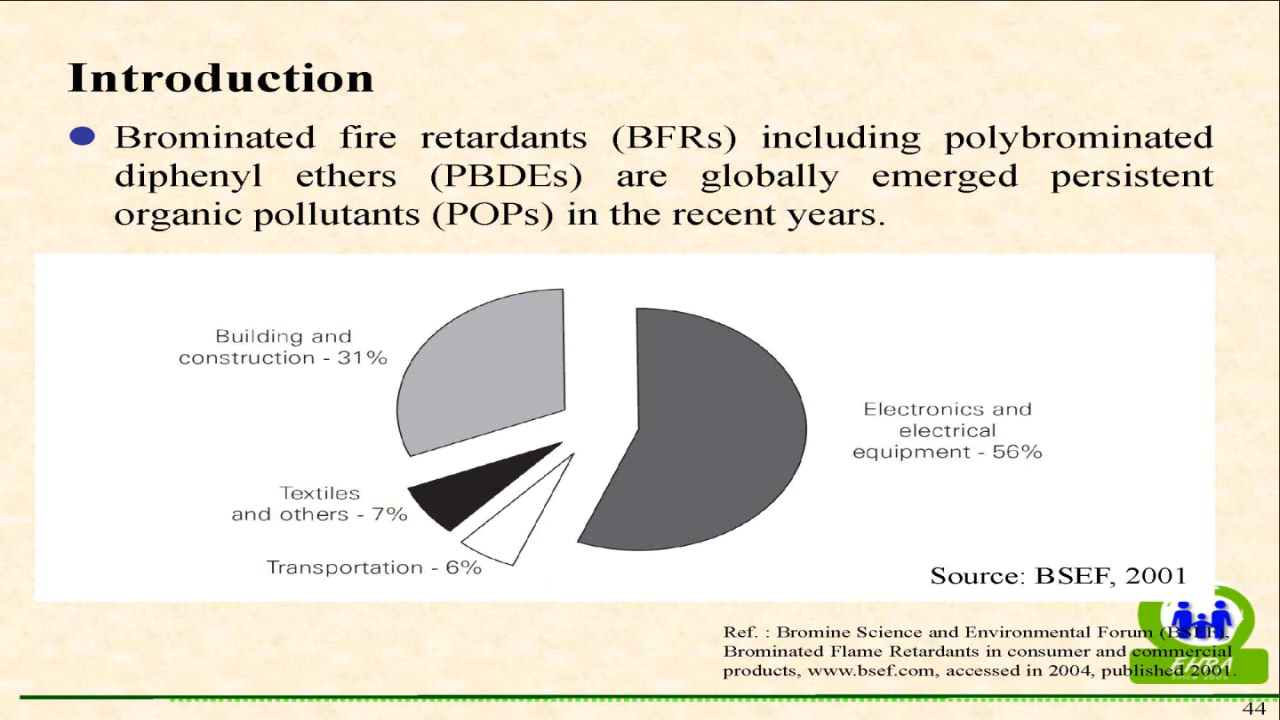 Introduction
Brominated fire retardants (BFRs) including polybrominated
diphenyl ethers (PBDEs) are globally emerged persistent
organic pollutants (POPs) in the recent years.
Building and
construction - 31%
Electronics and
electrical
equipment - 56%
Textiles
and others - 7%
Transportation - 6%
Source: BSEF, 2001
Ref. : Bromine Science and Environmental Forum (BSEF),
Brominated Flame Retardants in consumer and commercial
products, www.bsef.com, accessed in 2004, published 2001.
44